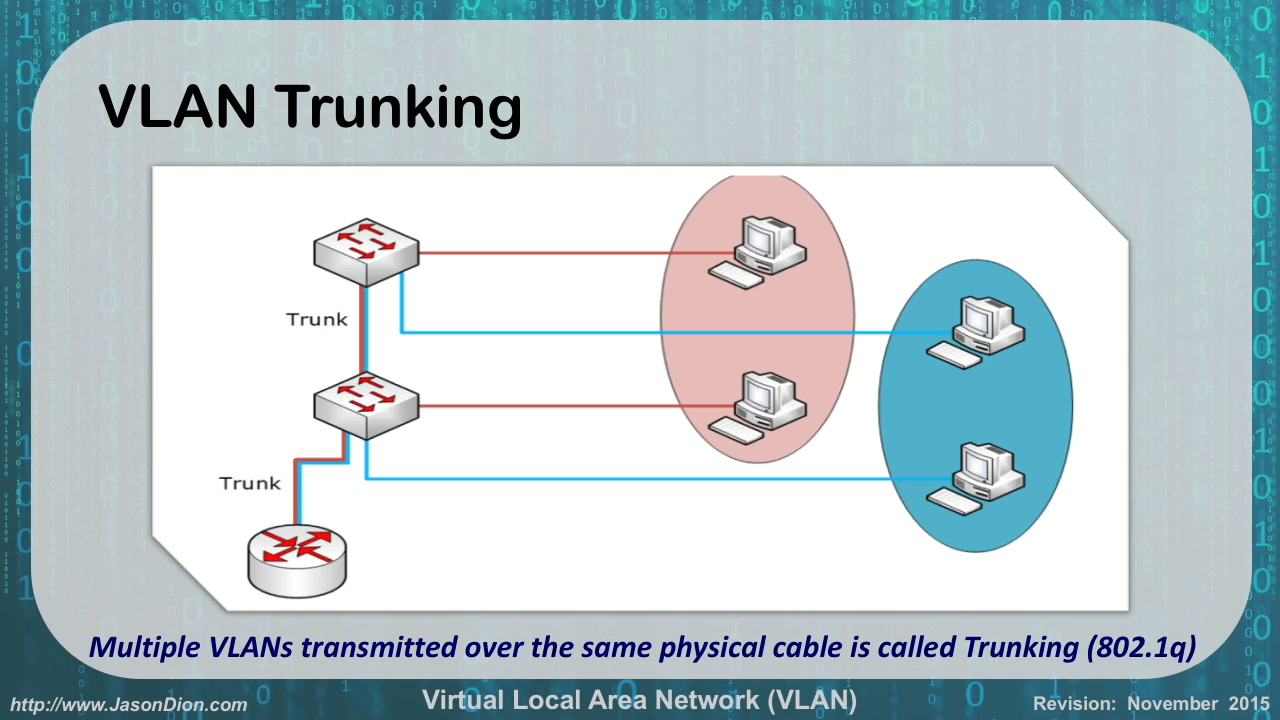 VLAN Trunking
Trunk
Trunk
Multiple VLANs transmitted over the same physical cable is called Trunking (802.1q)
http://www.JasonDion.com
Virtual Local Area Network (VLAN)
Revision: November 2015